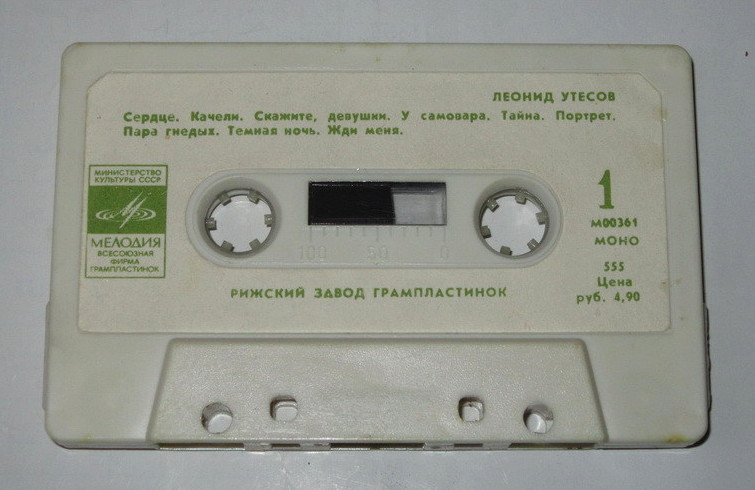 ЛЕОНИД УТЕСОВ
Сердце. Качели. Скажите, девушки. У самовара. Тайна. Портрет.
Пара гнедых. Темная ночь. Жди меня.
МИНИСТЕРСТВО
КУЛЬТУРЫ СССР
МЕЛОДИЯ
ВСЕСОЮЗНАЯ
ФИРМА
ГРАМПЛАСТИНОК
1
М00361
МОНО
100 50 0
555
Цена
руб. 4,90
РИЖСКИЙ ЗАВОД ГРАМПЛАСТИНОК